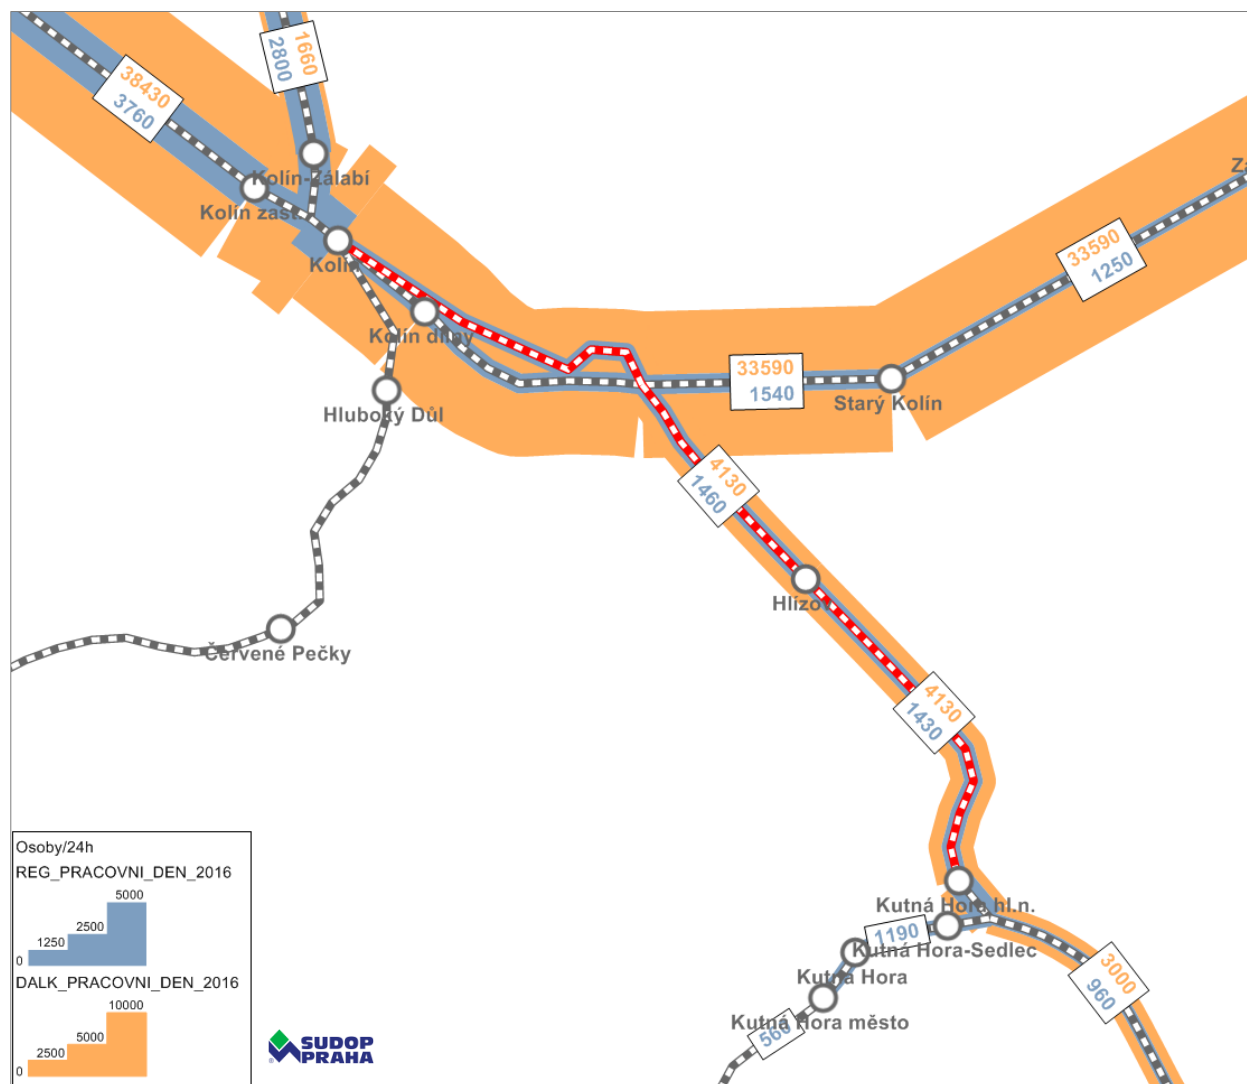 1660
2800
38430
3760
Kolín-Zálabí
Kolín zast.
Zá
Kolín
33590
1250
Kolín dílny
33590
1540
Starý Kolín
Hluboký Důl
4130
1460
Hlízov
Červené Pečky
4130
1430
Kutná Hora hl.n.
1190
Kutná Hora-Sedlec
Kutná Hora
3000
960
Kutná Hora město
560
Osoby/24h
REG_PRACOVNI_DEN_2016
5000
2500
1250
0
DALK_PRACOVNI_DEN_2016
10000
5000
2500
0
SUDOP
PRAHA